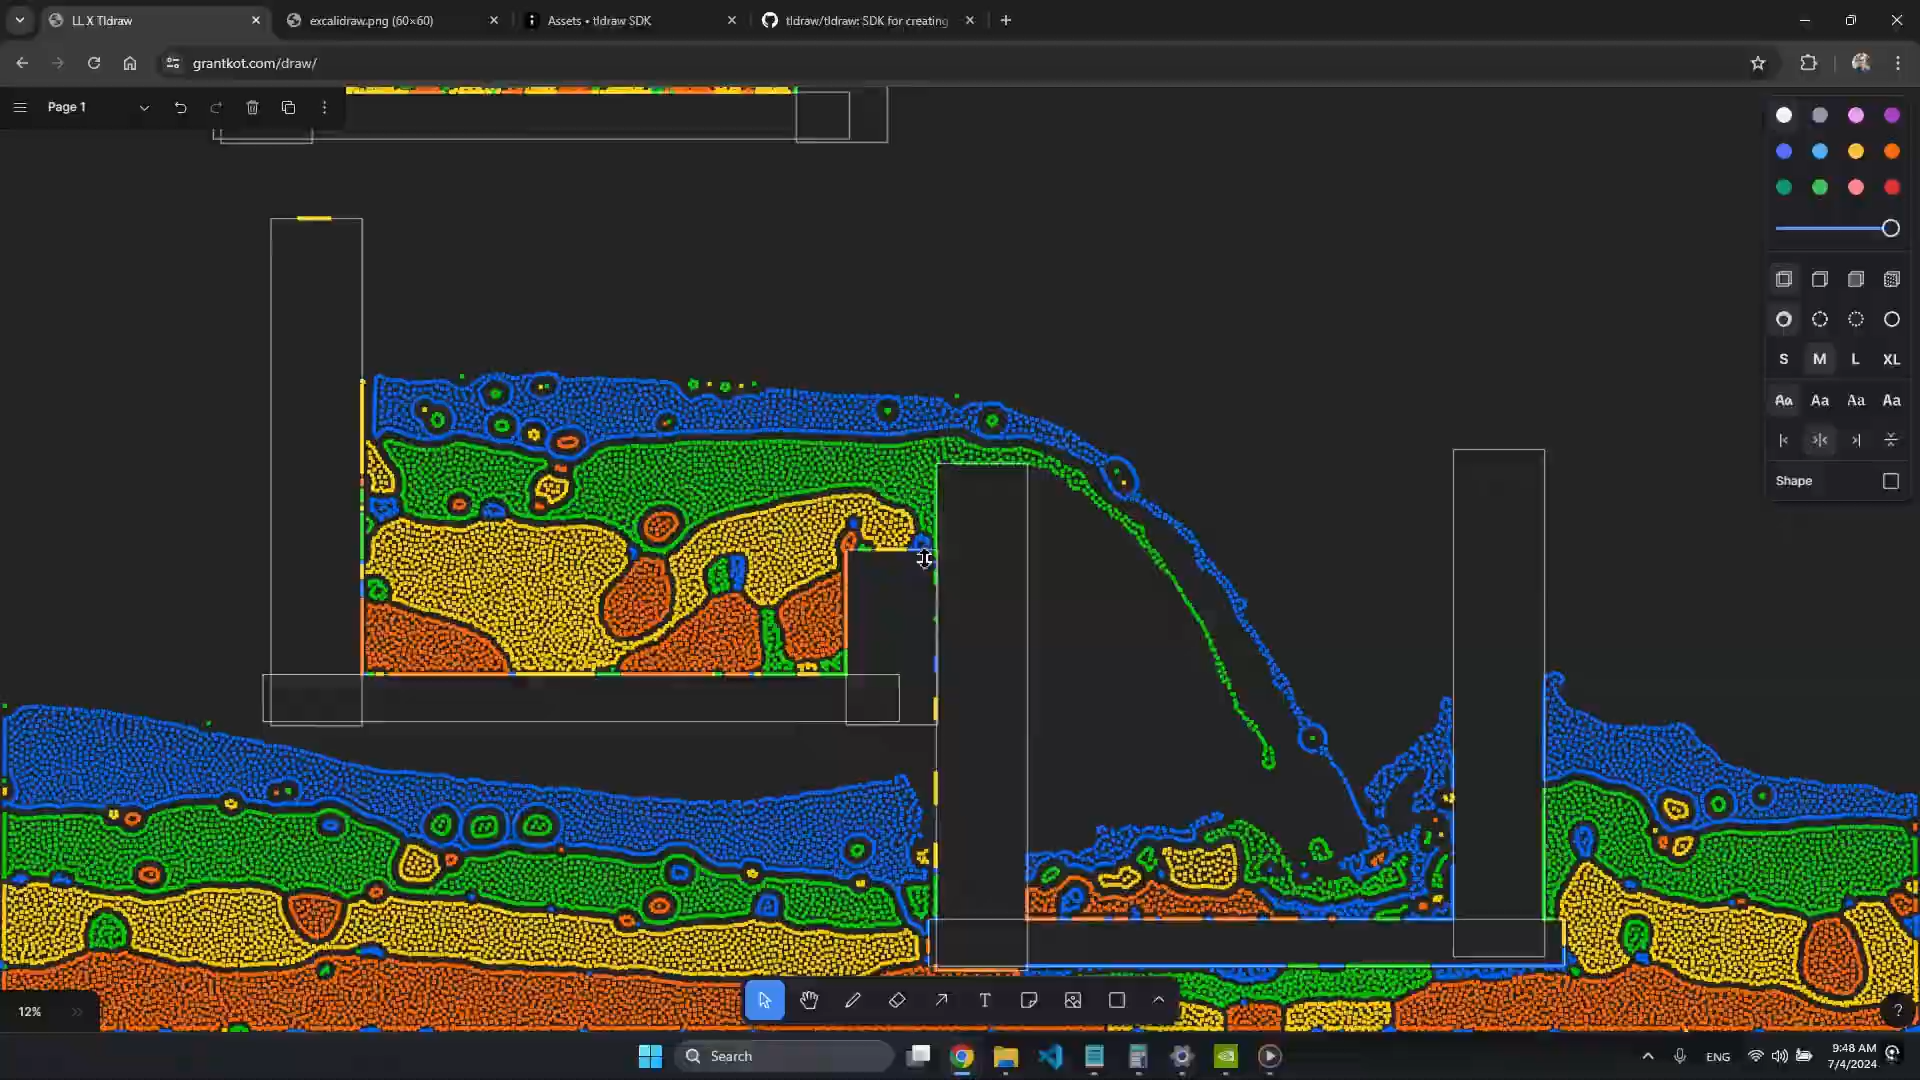 LL X Tldraw
excalidraw.png (60×60)
Assets • tldraw SDK
tldraw/tldraw: SDK for creating
grantkot.com/draw/
Page 1
S M L XL
Aa Aa Aa Aa
Shape
T
12%
?
Search
ENG
9:48 AM
7/4/2024